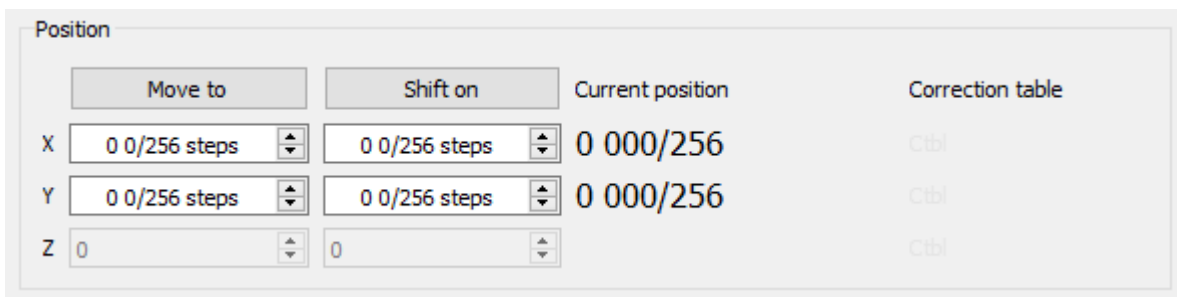 Position
Move to Shift on Current position Correction table
X 0 0/256 steps 0 0/256 steps 0 000/256 Ctbl
Y 0 0/256 steps 0 0/256 steps 0 000/256 Ctbl
Z 0 0 Ctbl